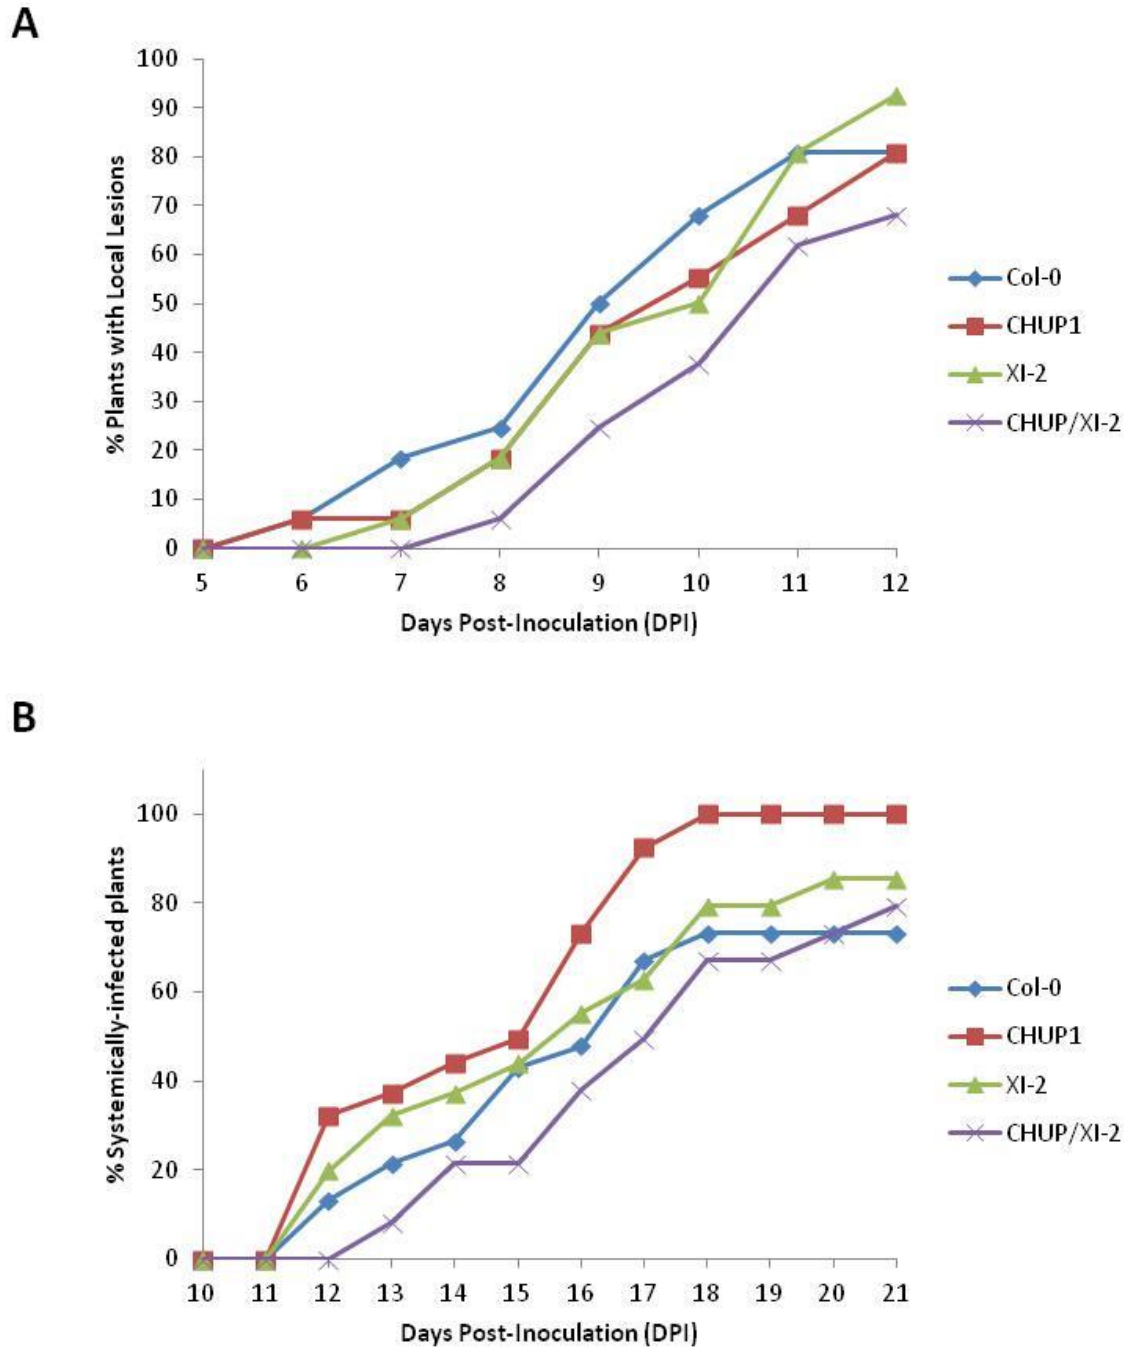 A
% Plants with Local Lesions
100
90
80
70
60
50
40
30
20
10
0
5 6 7 8 9 10 11 12
Days Post-Inoculation (DPI)
Col-0
CHUP1
XI-2
CHUP/XI-2
B
% Systemically-infected plants
100
80
60
40
20
0
10 11 12 13 14 15 16 17 18 19 20 21
Days Post-Inoculation (DPI)
Col-0
CHUP1
XI-2
CHUP/XI-2